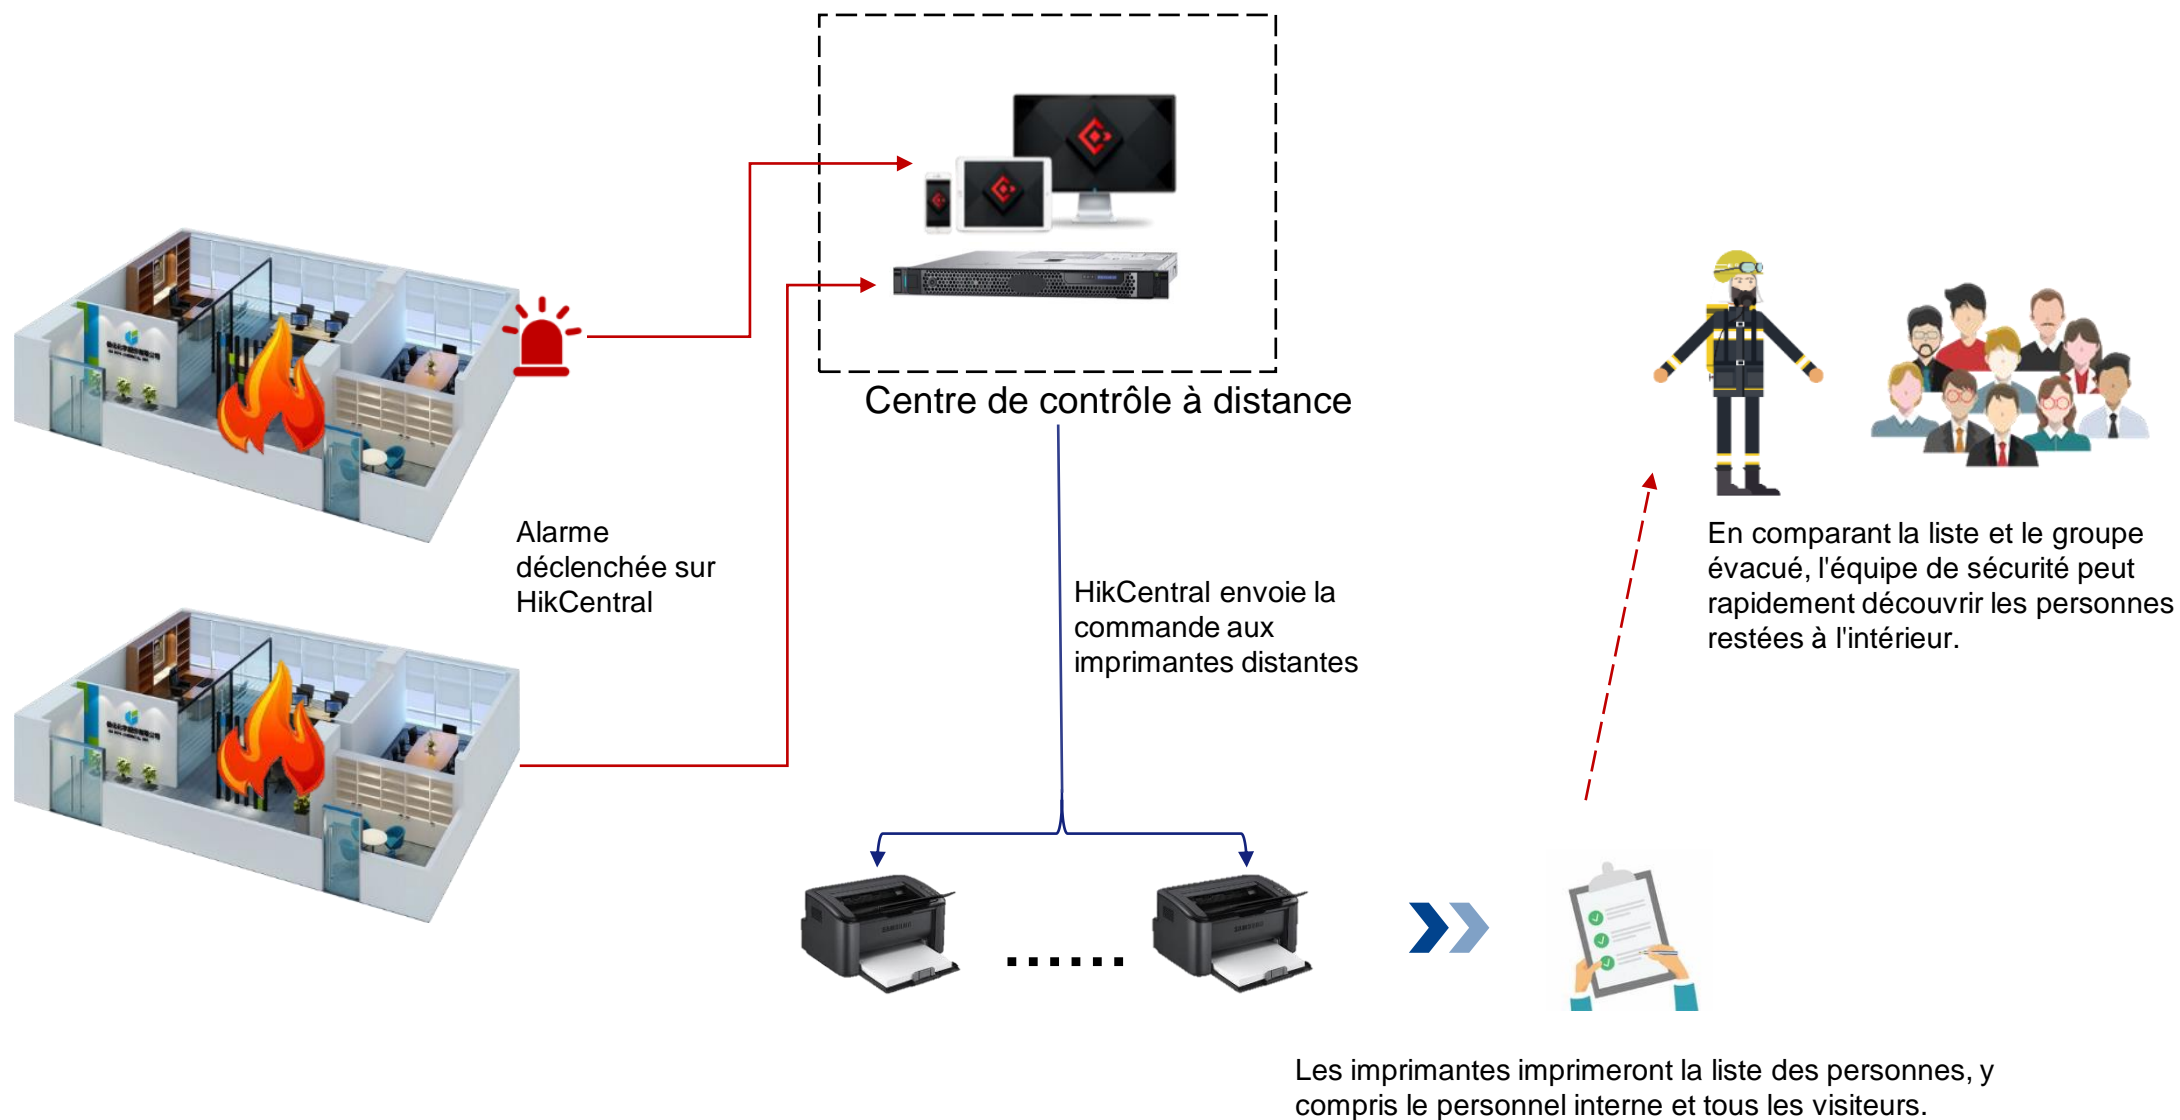 Centre de contrôle à distance
Alarme
déclenchée sur
HikCentral
HikCentral envoie la
commande aux
imprimantes distantes
En comparant la liste et le groupe
évacué, l'équipe de sécurité peut
rapidement découvrir les personnes
restées à l'intérieur.
SAMSUNG
SAMSUNG
Les imprimantes imprimeront la liste des personnes, y
compris le personnel interne et tous les visiteurs.